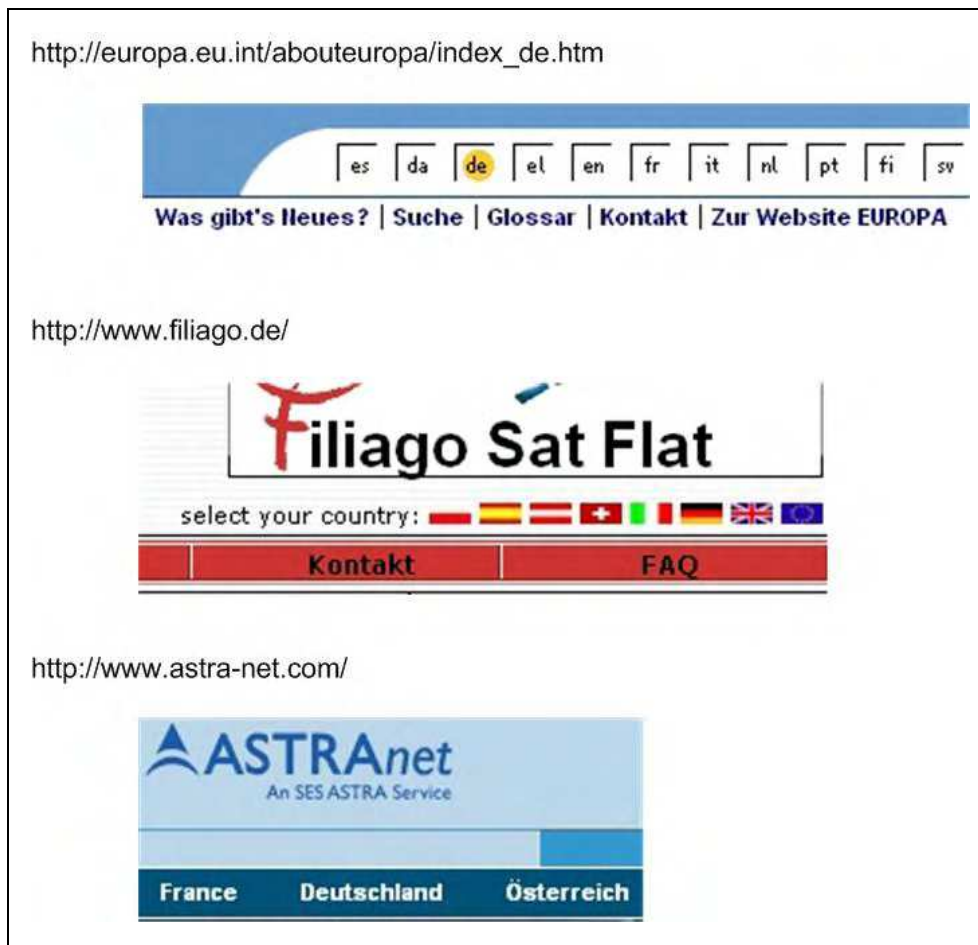 http://europa.eu.int/abouteuropa/index_de.htm
es da de el en fr it nl pt fi sv
Was gibt's Neues? | Suche | Glossar | Kontakt | Zur Website EUROPA
http://www.filiago.de/
Filiago Sat Flat
select your country:
Kontakt FAQ
http://www.astra-net.com/
ASTRAnet
An SES ASTRA Service
France Deutschland Österreich